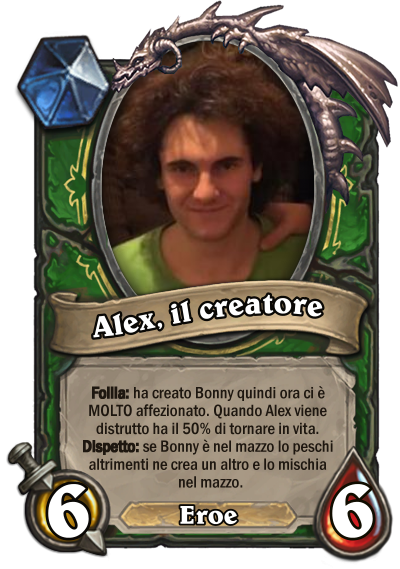 Alex, il creatore
Follia: ha creato Bonny quindi ora ci è
MOLTO affezionato. Quando Alex viene
distrutto ha il 50% di tornare in vita.
Dispetto: se Bonny è nel mazzo lo peschi
altrimenti ne crea un altro e lo mischia
nel mazzo.
6
Eroe
6